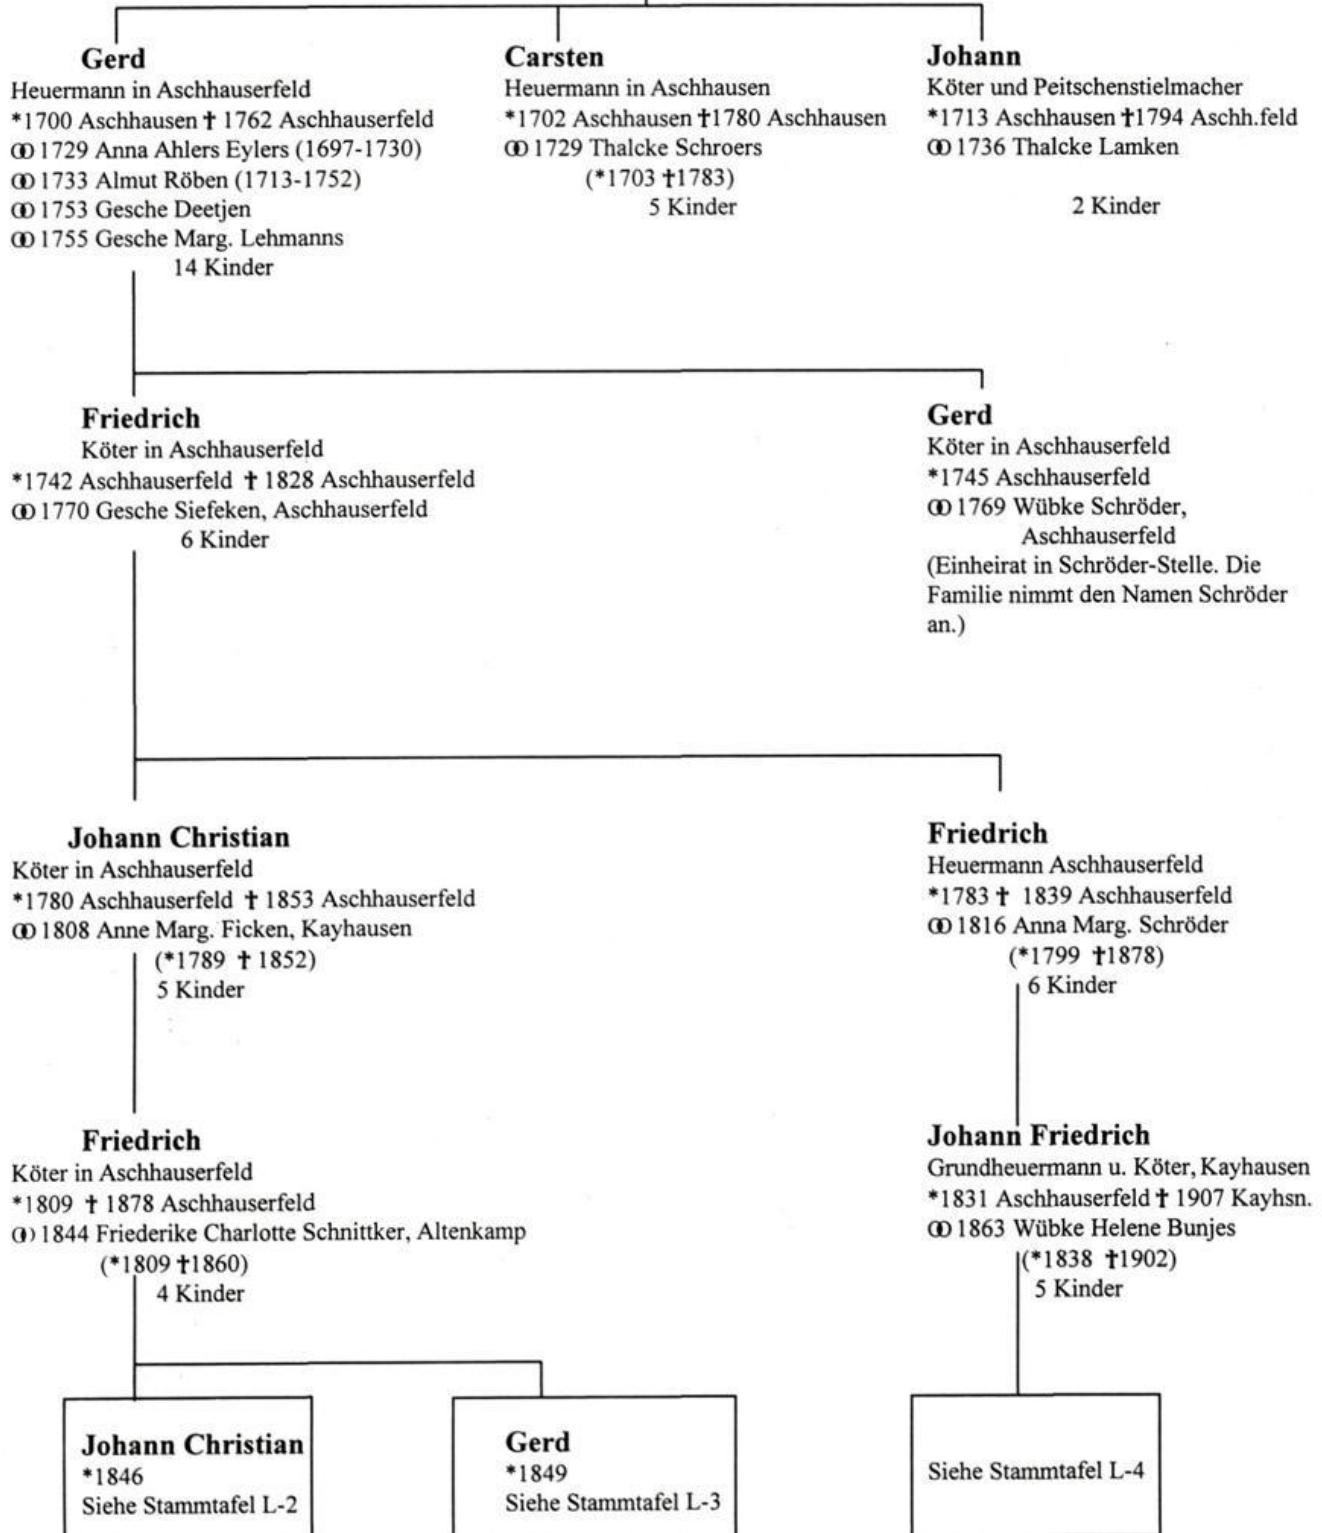 Gerd
Heuermann in Aschhauserfeld
*1700 Aschhausen † 1762 Aschhauserfeld
⚭ 1729 Anna Ahlers Eylers (1697-1730)
⚭ 1733 Almut Röben (1713-1752)
⚭ 1753 Gesche Deetjen
⚭ 1755 Gesche Marg. Lehmanns
14 Kinder
Carsten
Heuermann in Aschhausen
*1702 Aschhausen †1780 Aschhausen
⚭ 1729 Thalcke Schroers
(*1703 †1783)
5 Kinder
Johann
Köter und Peitschenstielmacher
*1713 Aschhausen †1794 Aschh.feld
⚭ 1736 Thalcke Lamken
2 Kinder
Friedrich
Köter in Aschhauserfeld
*1742 Aschhauserfeld † 1828 Aschhauserfeld
⚭ 1770 Gesche Siefeken, Aschhauserfeld
6 Kinder
Gerd
Köter in Aschhauserfeld
*1745 Aschhauserfeld
⚭ 1769 Wübke Schröder,
Aschhauserfeld
(Einheirat in Schröder-Stelle. Die
Familie nimmt den Namen Schröder
an.)
Johann Christian
Köter in Aschhauserfeld
*1780 Aschhauserfeld † 1853 Aschhauserfeld
⚭ 1808 Anne Marg. Ficken, Kayhausen
(*1789 † 1852)
5 Kinder
Friedrich
Heuermann Aschhauserfeld
*1783 † 1839 Aschhauserfeld
⚭ 1816 Anna Marg. Schröder
(*1799 †1878)
6 Kinder
Friedrich
Köter in Aschhauserfeld
*1809 † 1878 Aschhauserfeld
⚭ 1844 Friederike Charlotte Schnittker, Altenkamp
(*1809 †1860)
4 Kinder
Johann Friedrich
Grundheuermann u. Köter, Kayhausen
*1831 Aschhauserfeld † 1907 Kayhsn.
⚭ 1863 Wübke Helene Bunjes
(*1838 †1902)
5 Kinder
Johann Christian
*1846
Siehe Stammtafel L-2
Gerd
*1849
Siehe Stammtafel L-3
Siehe Stammtafel L-4